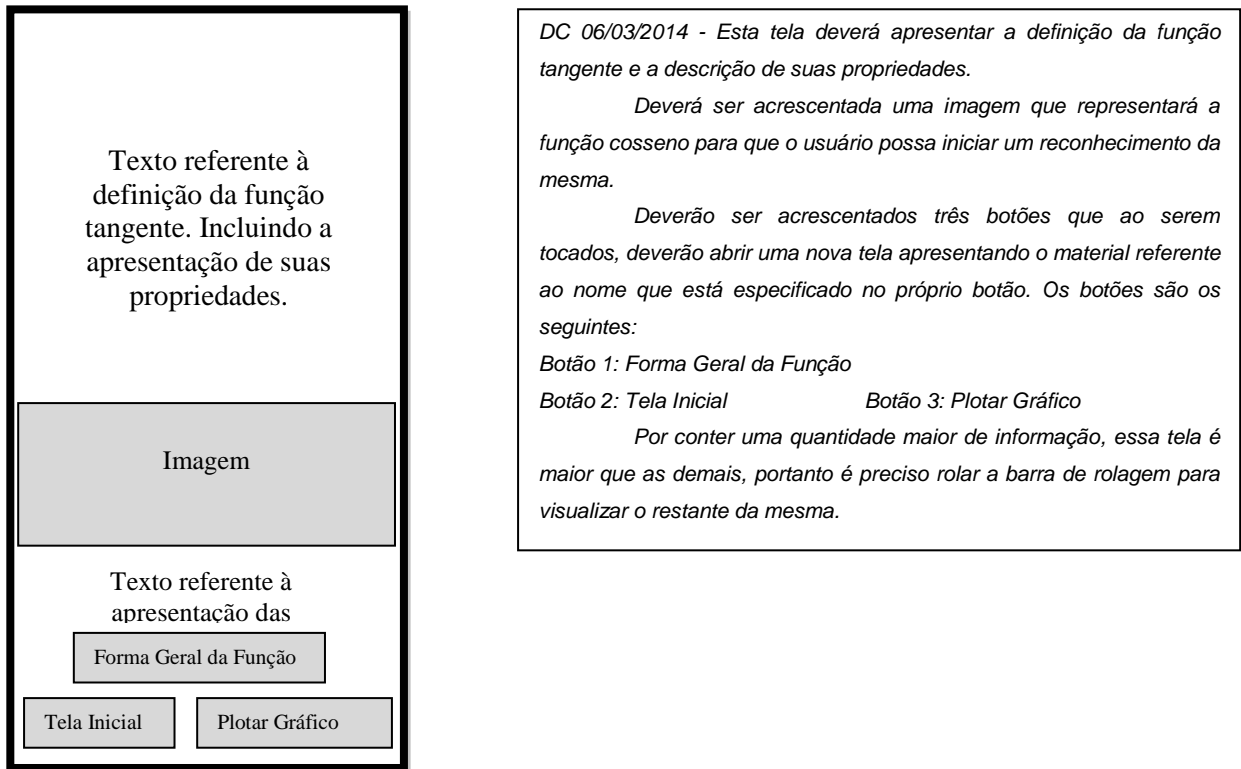 Texto referente à
definição da função
tangente. Incluindo a
apresentação de suas
propriedades.
Imagem
Texto referente à
apresentação das
Forma Geral da Função
Tela Inicial
Plotar Gráfico
DC 06/03/2014 - Esta tela deverá apresentar a definição da função
tangente e a descrição de suas propriedades.
Deverá ser acrescentada uma imagem que representará a
função cosseno para que o usuário possa iniciar um reconhecimento da
mesma.
Deverão ser acrescentados três botões que ao serem
tocados, deverão abrir uma nova tela apresentando o material referente
ao nome que está especificado no próprio botão. Os botões são os
seguintes:
Botão 1: Forma Geral da Função
Botão 2: Tela Inicial Botão 3: Plotar Gráfico
Por conter uma quantidade maior de informação, essa tela é
maior que as demais, portanto é preciso rolar a barra de rolagem para
visualizar o restante da mesma.